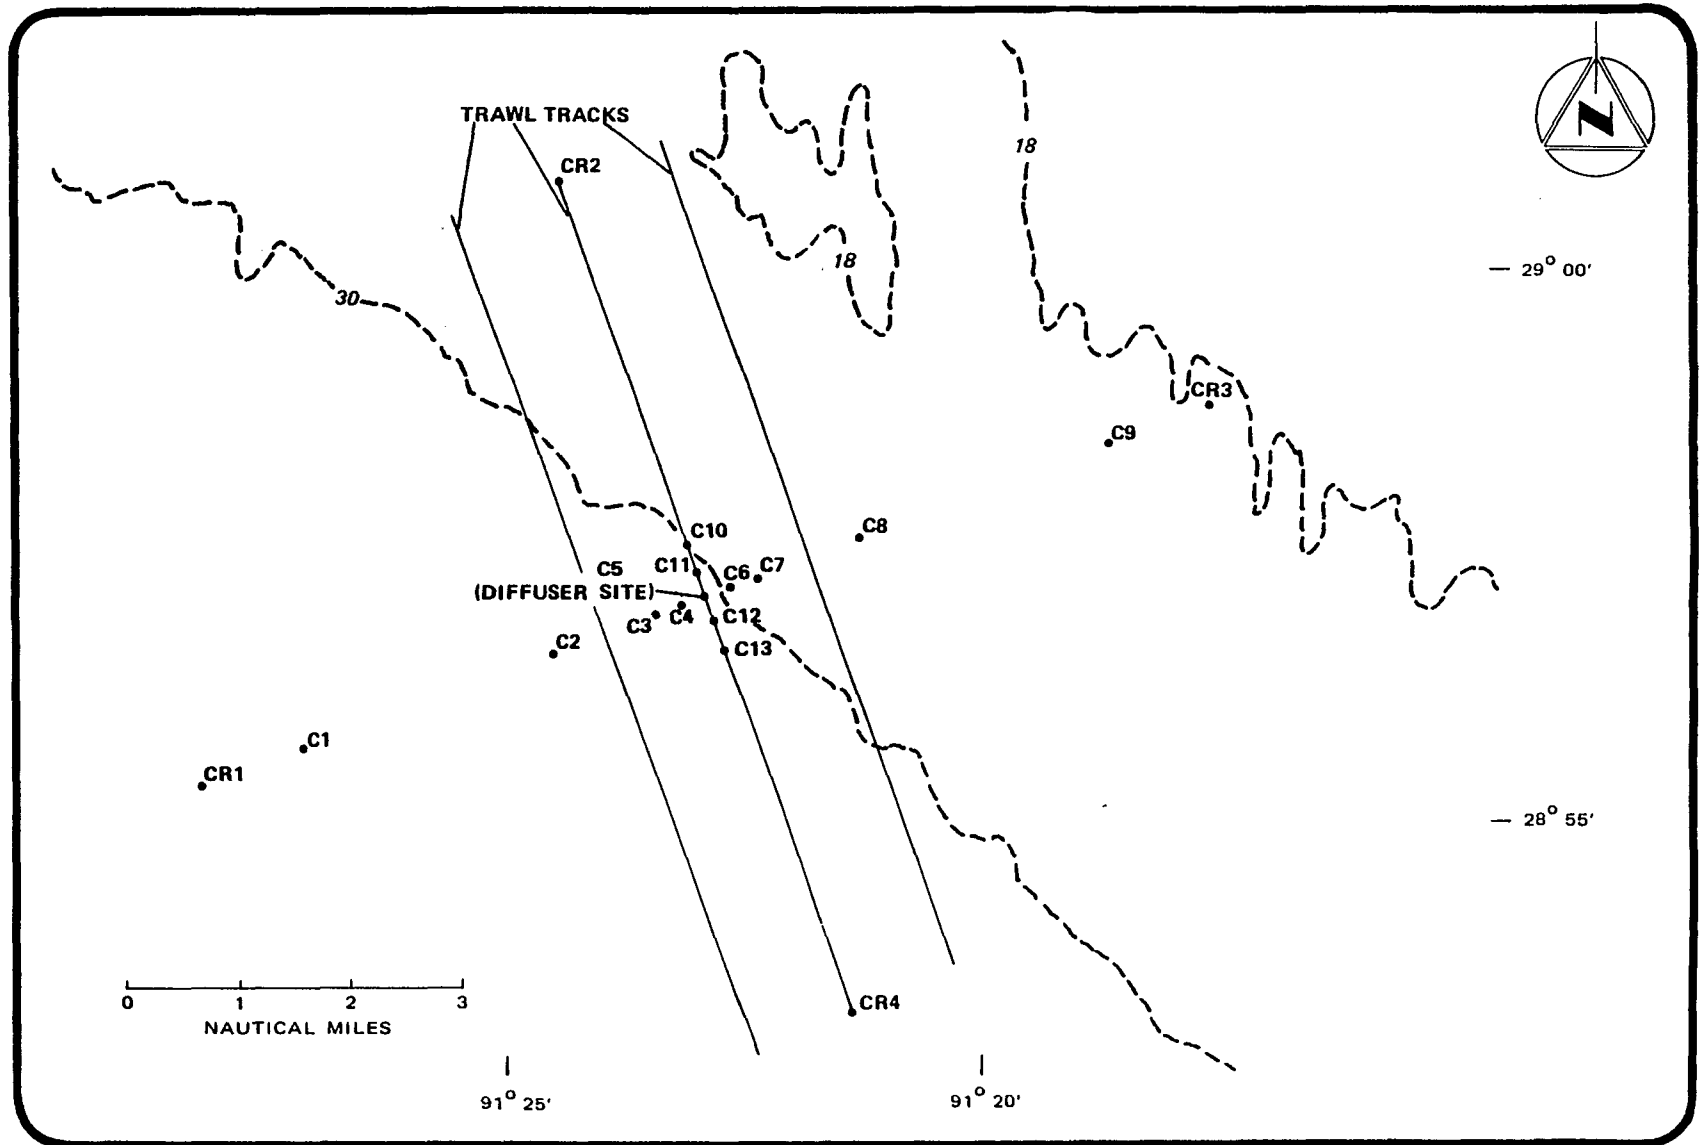 TRAWL TRACKS
CR2
18
N
18
29° 00'
30
CR3
C9
C8
C10
C5
C11
C6
C7
(DIFFUSER SITE)
C3
C4
C12
C2
C13
C1
CR1
28° 55'
CR4
0 1 2 3
NAUTICAL MILES
91° 25'
91° 20'